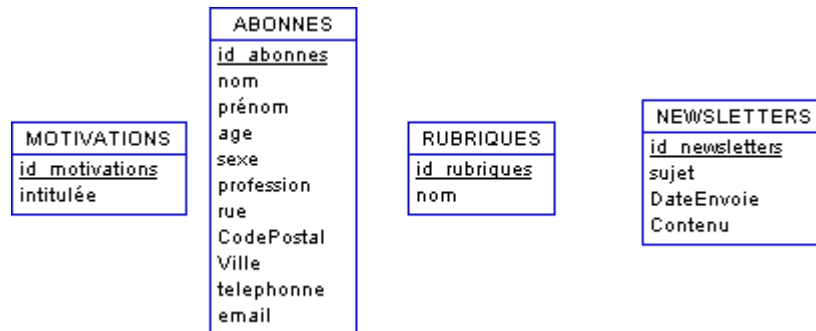 MOTIVATIONS
id_motivations
intitulée
ABONNES
id_abonnes
nom
prénom
age
sexe
profession
rue
CodePostal
Ville
telephonne
email
RUBRIQUES
id_rubriques
nom
NEWSLETTERS
id_newsletters
sujet
DateEnvoie
Contenu